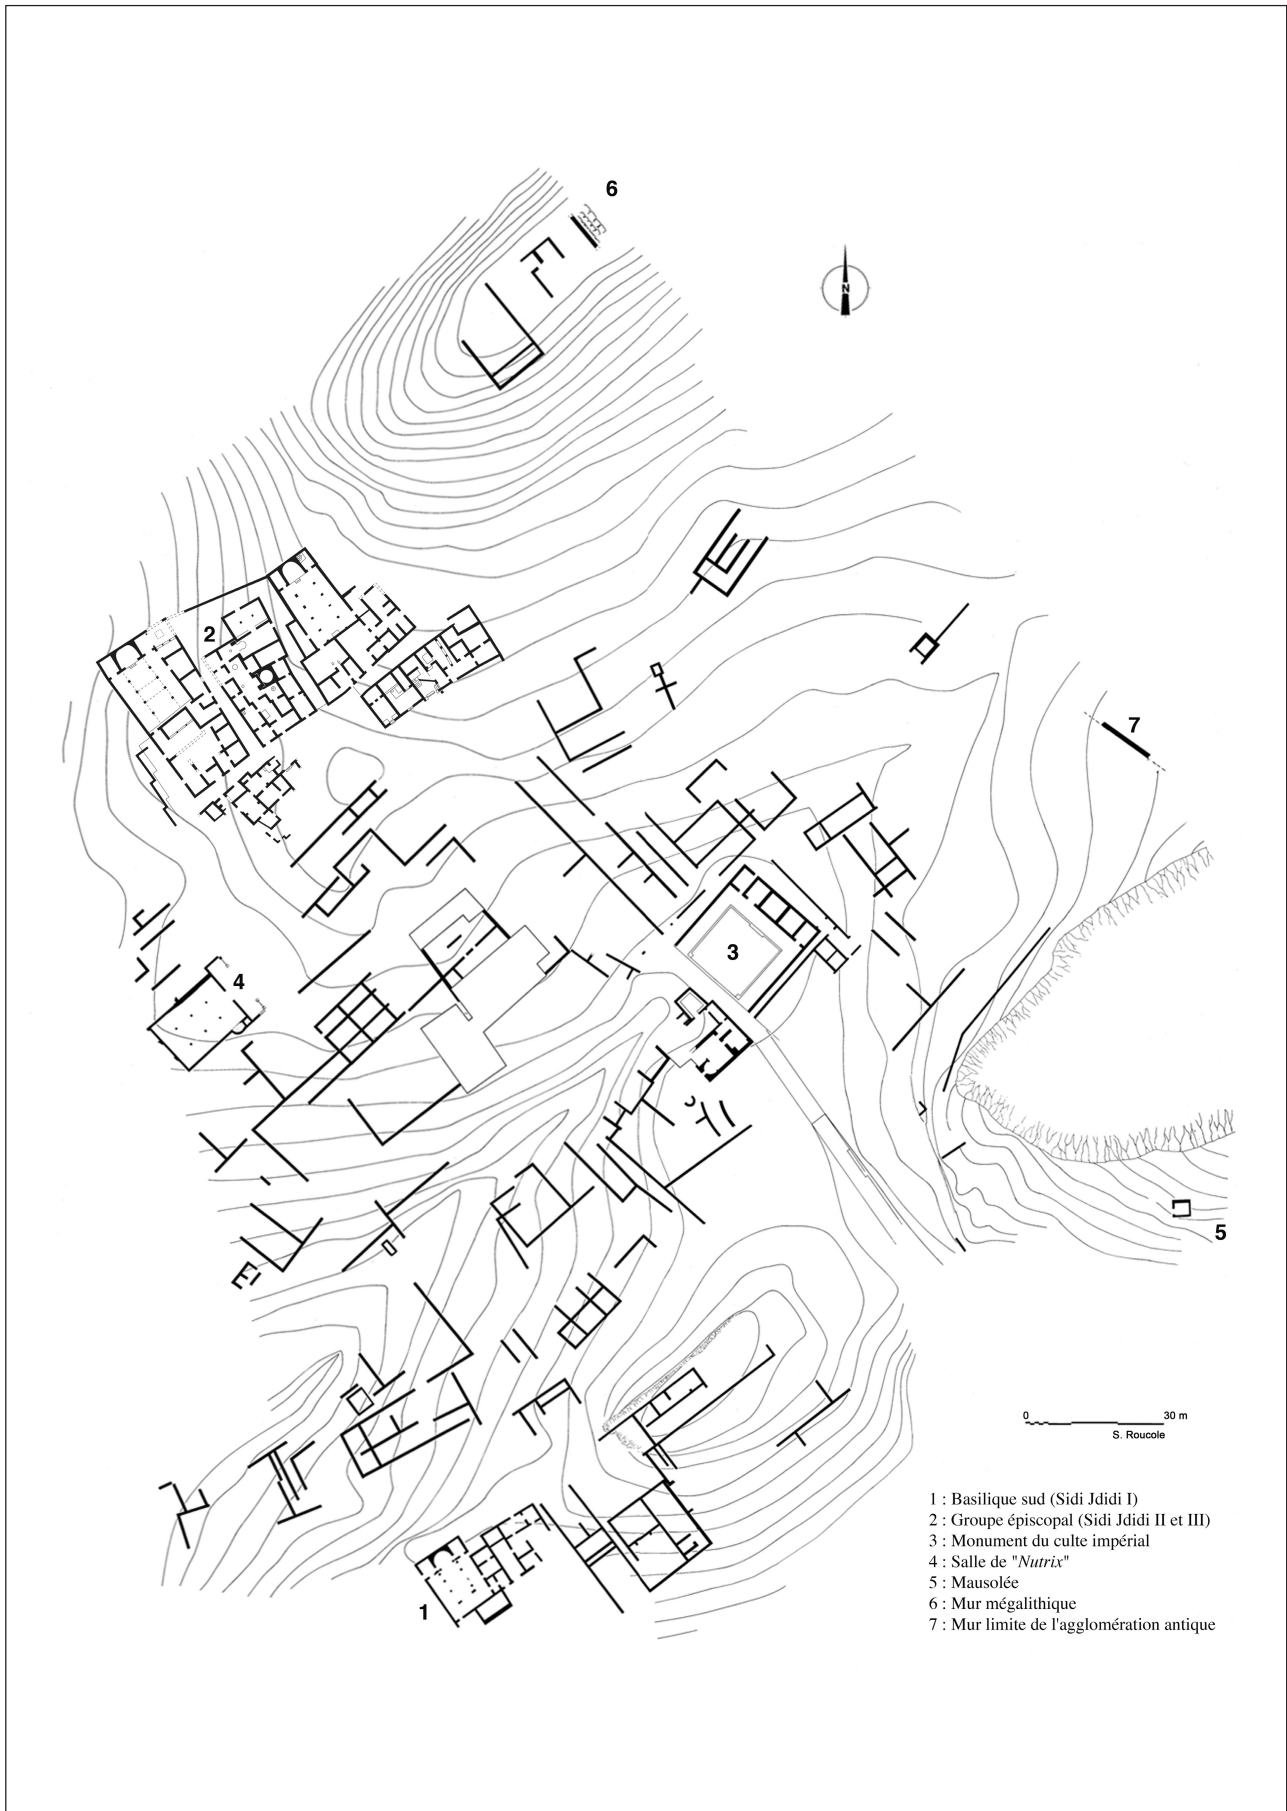 6
N
7
2
3
4
5
0 30 m
S. Roucole
1 : Basilique sud (Sidi Jdidi I)
2 : Groupe épiscopal (Sidi Jdidi II et III)
3 : Monument du culte impérial
4 : Salle de "Nutrix"
5 : Mausolée
6 : Mur mégalithique
7 : Mur limite de l'agglomération antique
1